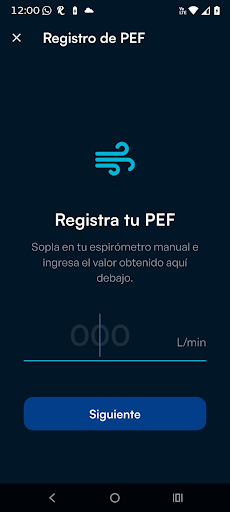 12:00
Registro de PEF
Registra tu PEF
Sopla en tu espirómetro manual e
ingresa el valor obtenido aquí
debajo.
000
L/min
Siguiente